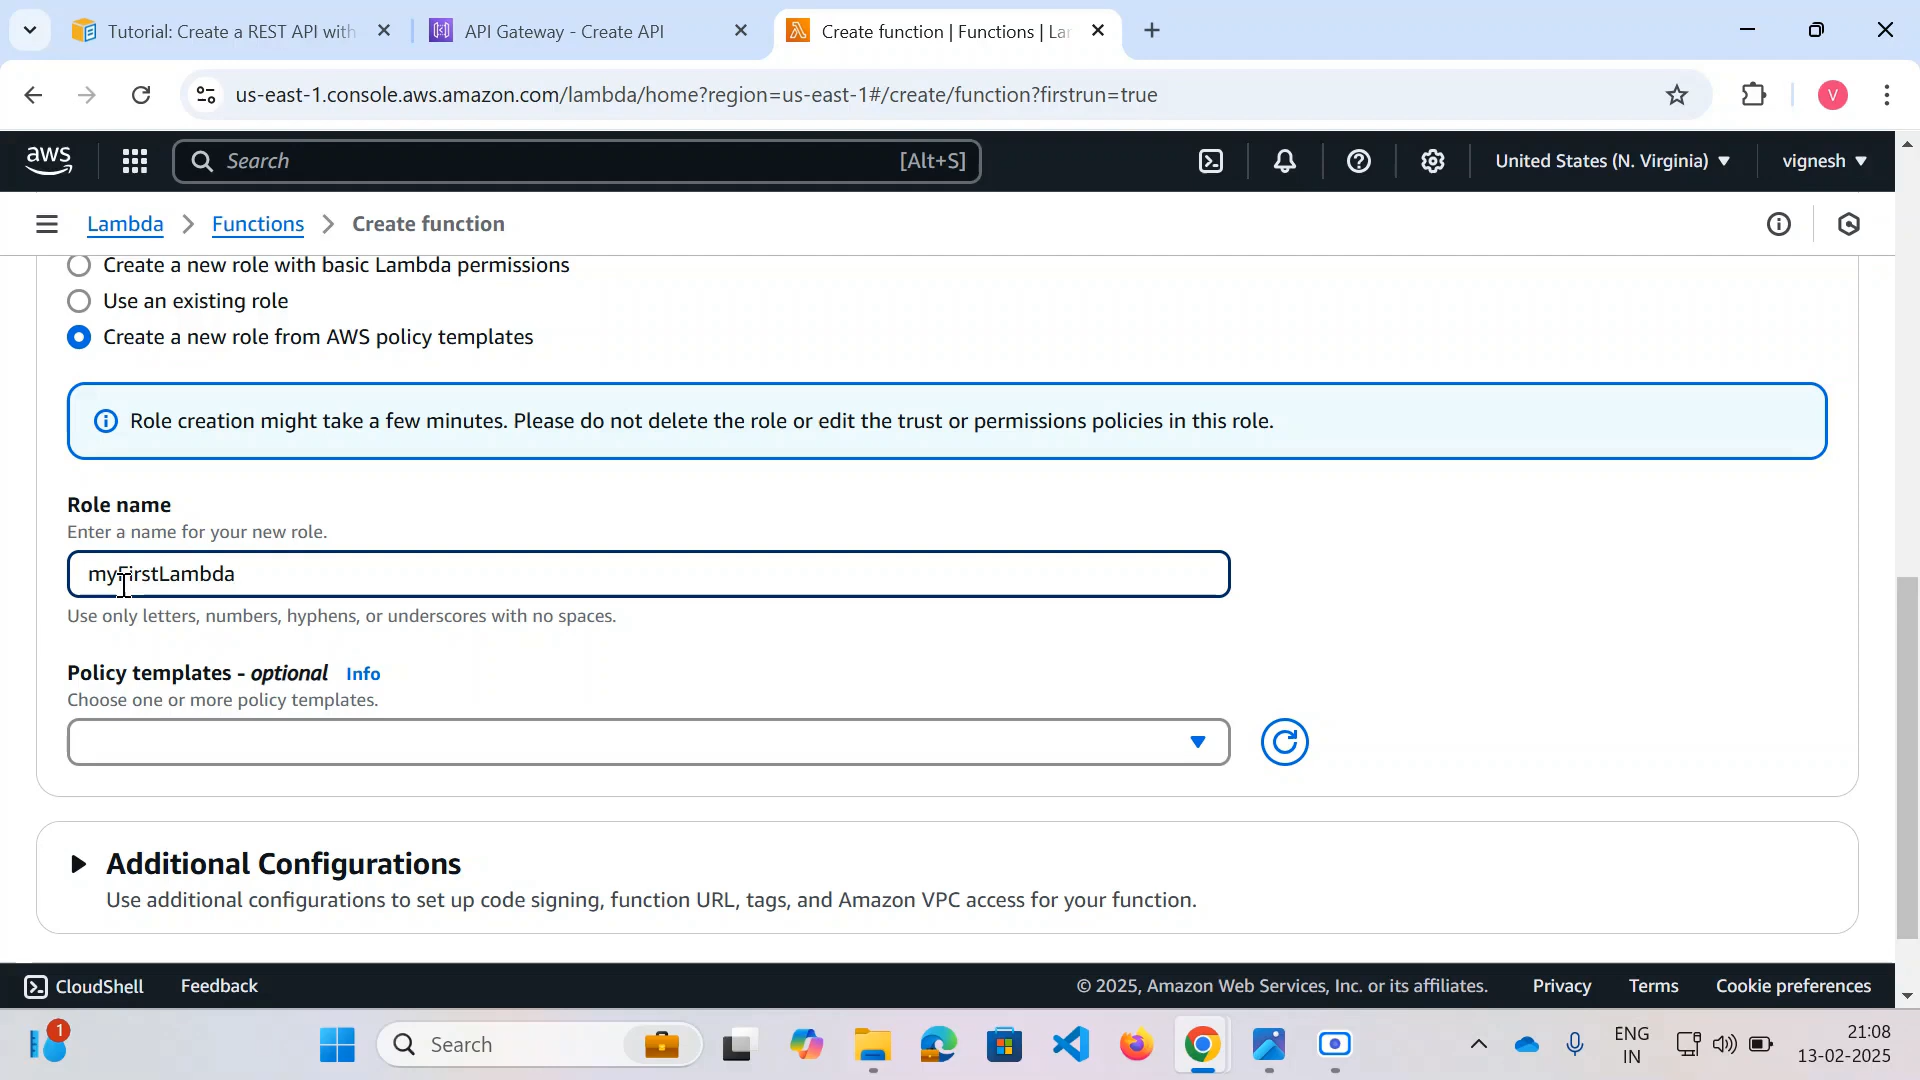 Tutorial: Create a REST API with
API Gateway - Create API
Create function | Functions | La
us-east-1.console.aws.amazon.com/lambda/home?region=us-east-1#/create/function?firstrun=true
V
aws
Search
[Alt+S]
United States (N. Virginia)
vignesh
Lambda
Functions
Create function
Create a new role with basic Lambda permissions
Use an existing role
Create a new role from AWS policy templates
Role creation might take a few minutes. Please do not delete the role or edit the trust or permissions policies in this role.
Role name
Enter a name for your new role.
myFirstLambda
Use only letters, numbers, hyphens, or underscores with no spaces.
Policy templates - optional Info
Choose one or more policy templates.
Additional Configurations
Use additional configurations to set up code signing, function URL, tags, and Amazon VPC access for your function.
CloudShell
Feedback
© 2025, Amazon Web Services, Inc. or its affiliates.
Privacy
Terms
Cookie preferences
1
Search
ENG
IN
21:08
13-02-2025